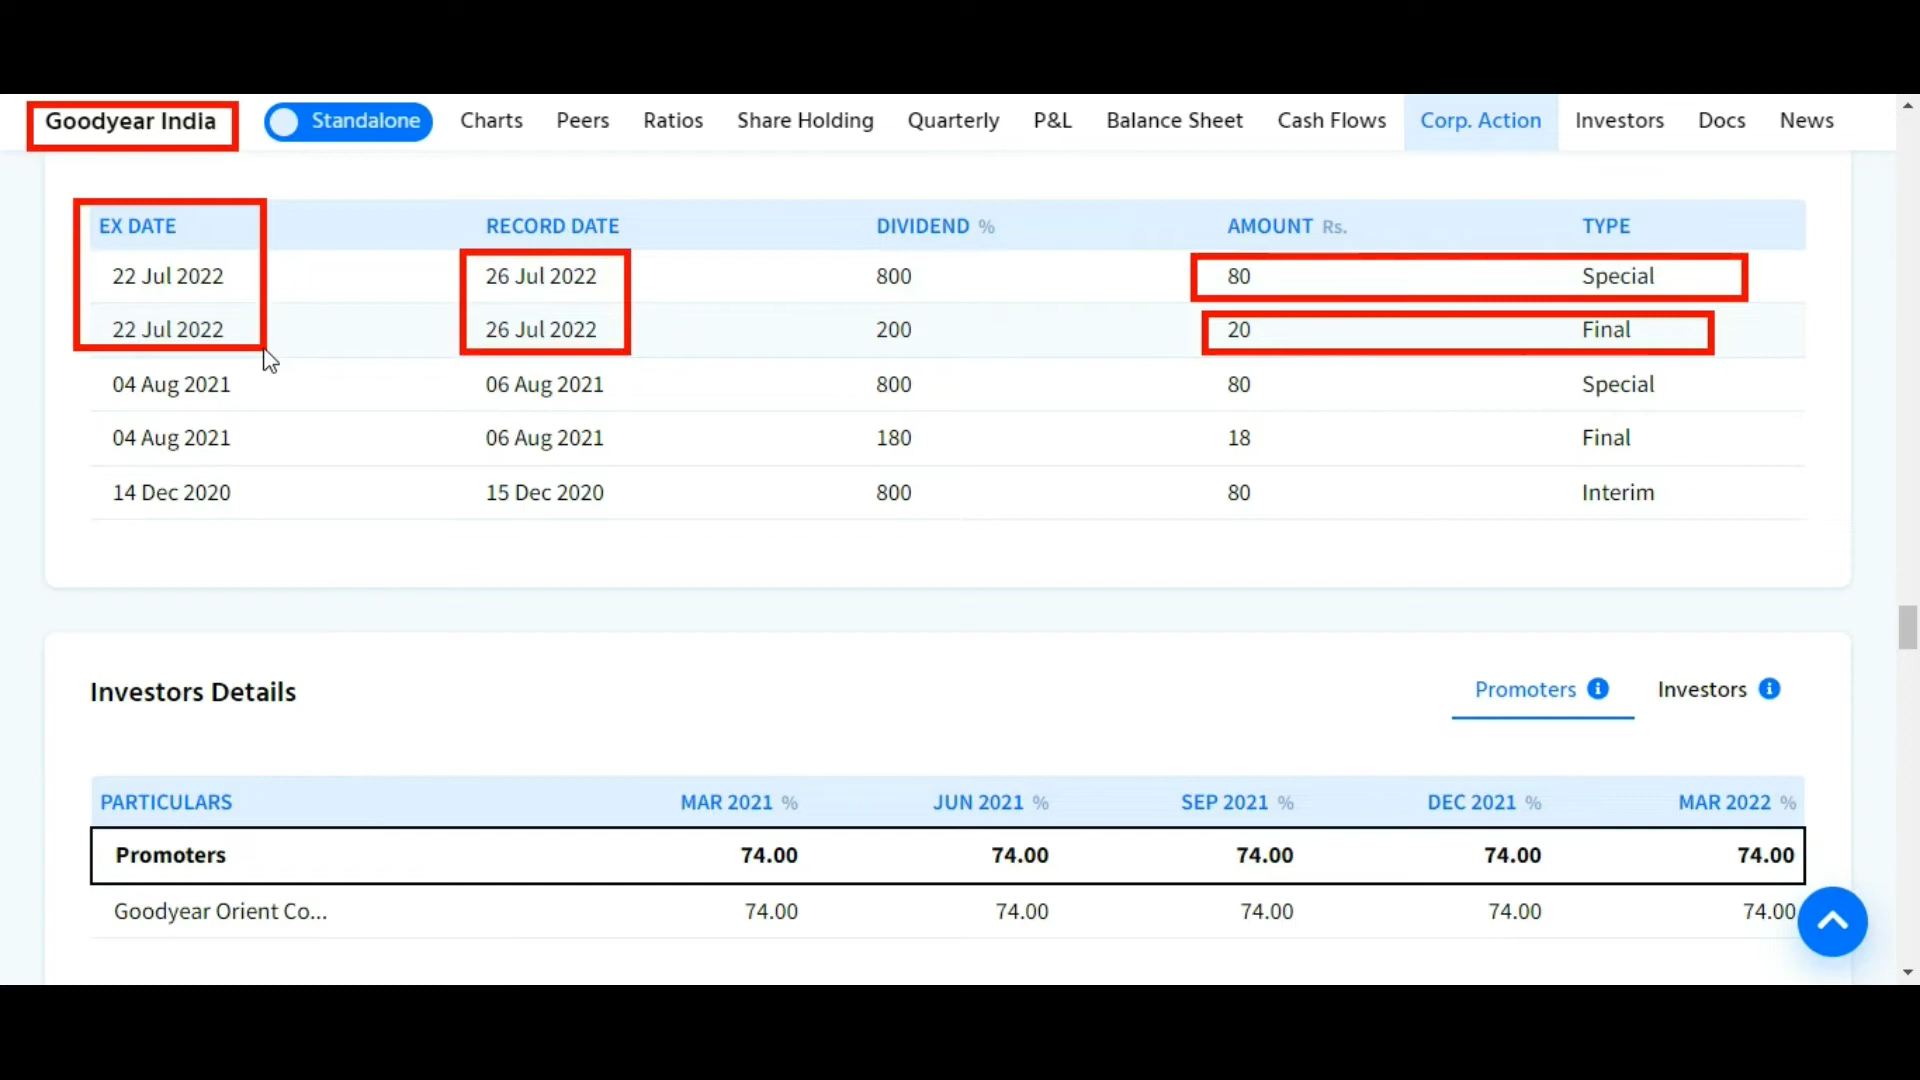 Goodyear India Standalone Charts Peers Ratios Share Holding Quarterly P&L Balance Sheet Cash Flows Corp. Action Investors Docs News
EX DATE RECORD DATE DIVIDEND % AMOUNT Rs. TYPE
22 Jul 2022 26 Jul 2022 800 80 Special
22 Jul 2022 26 Jul 2022 200 20 Final
04 Aug 2021 06 Aug 2021 800 80 Special
04 Aug 2021 06 Aug 2021 180 18 Final
14 Dec 2020 15 Dec 2020 800 80 Interim
Investors Details Promoters i Investors i
PARTICULARS MAR 2021 % JUN 2021 % SEP 2021 % DEC 2021 % MAR 2022 %
Promoters 74.00 74.00 74.00 74.00 74.00
Goodyear Orient Co... 74.00 74.00 74.00 74.00 74.00